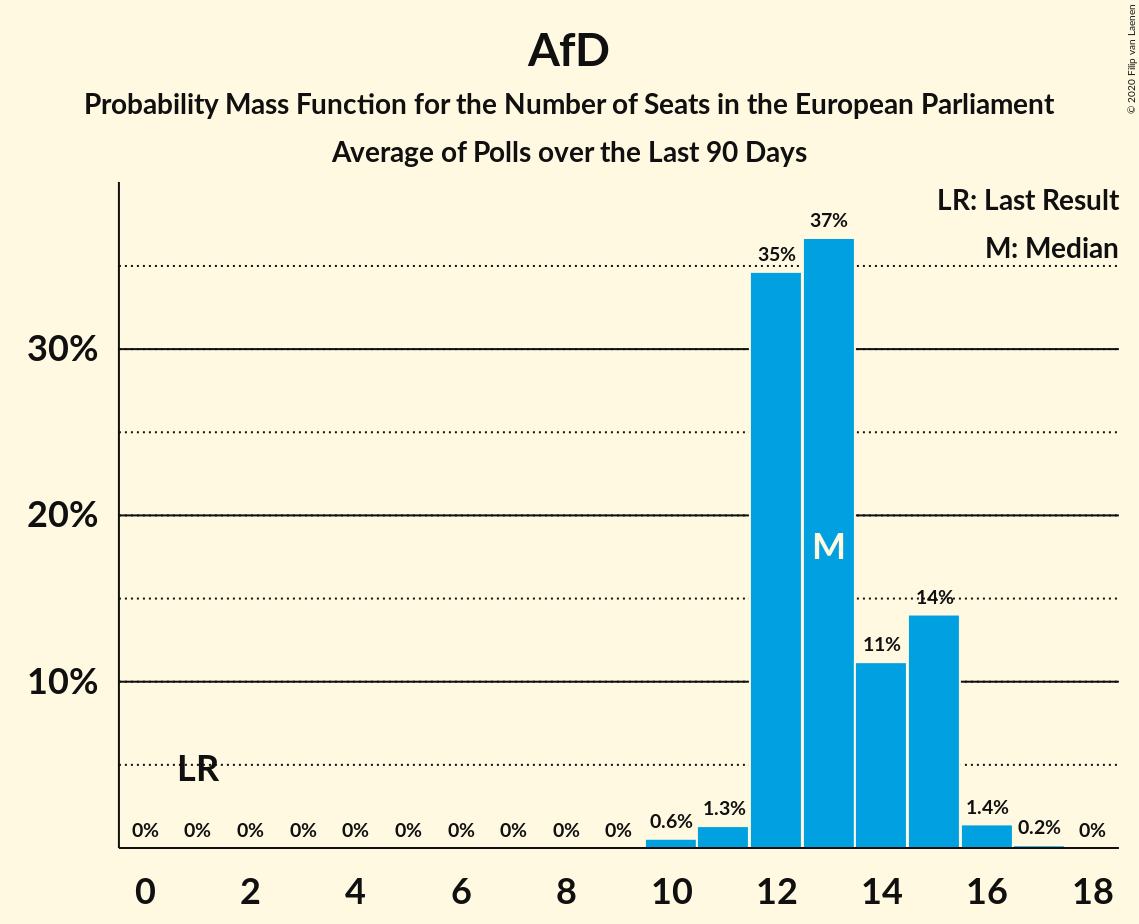 © 2020 Filip van Laenen
AfD
Probability Mass Function for the Number of Seats in the European Parliament
Average of Polls over the Last 90 Days
LR: Last Result
M: Median
37%
35%
30%
20%
M
14%
11%
10%
LR
0% 0% 0% 0% 0% 0% 0% 0% 0% 0% 0.6% 1.3% 1.4% 0.2% 0%
0 2 4 6 8 10 12 14 16 18